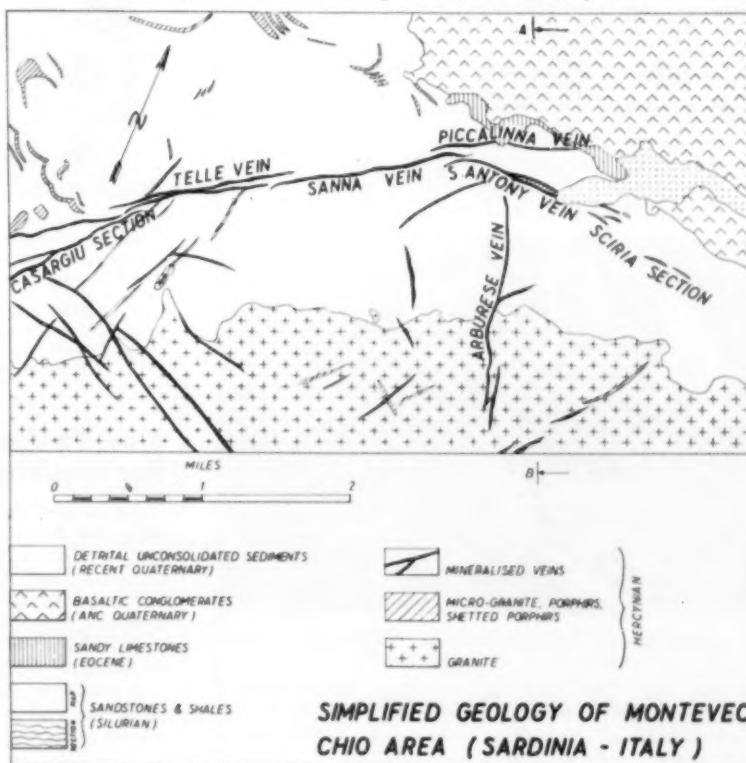 A
N
PICCALINNA VEIN
TELLE VEIN
SANNA VEIN
S.ANTONY VEIN
SCIRIA SECTION
CASARGIU SECTION
ARBURESE VEIN
MILES
0 1 2
B
DETRITAL UNCONSOLIDATED SEDIMENTS
(RECENT QUATERNARY)
BASALTIC CONGLOMERATES
(ANC QUATERNARY)
SANDY LIMESTONES
(EOCENE)
SANDSTONES & SHALES
(SILURIAN)
MAP
SECTION
MINERALISED VEINS
MICRO-GRANITE, PORPHIRS,
SHETTED PORPHIRS
GRANITE
HERCYNIAN
SIMPLIFIED GEOLOGY OF MONTEVEC
CHIO AREA (SARDINIA - ITALY)